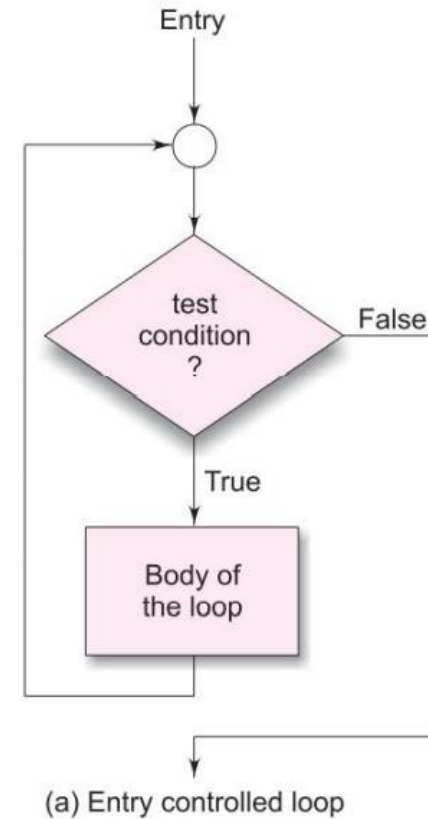 Entry
test
condition
?
False
True
Body of
the loop
(a) Entry controlled loop